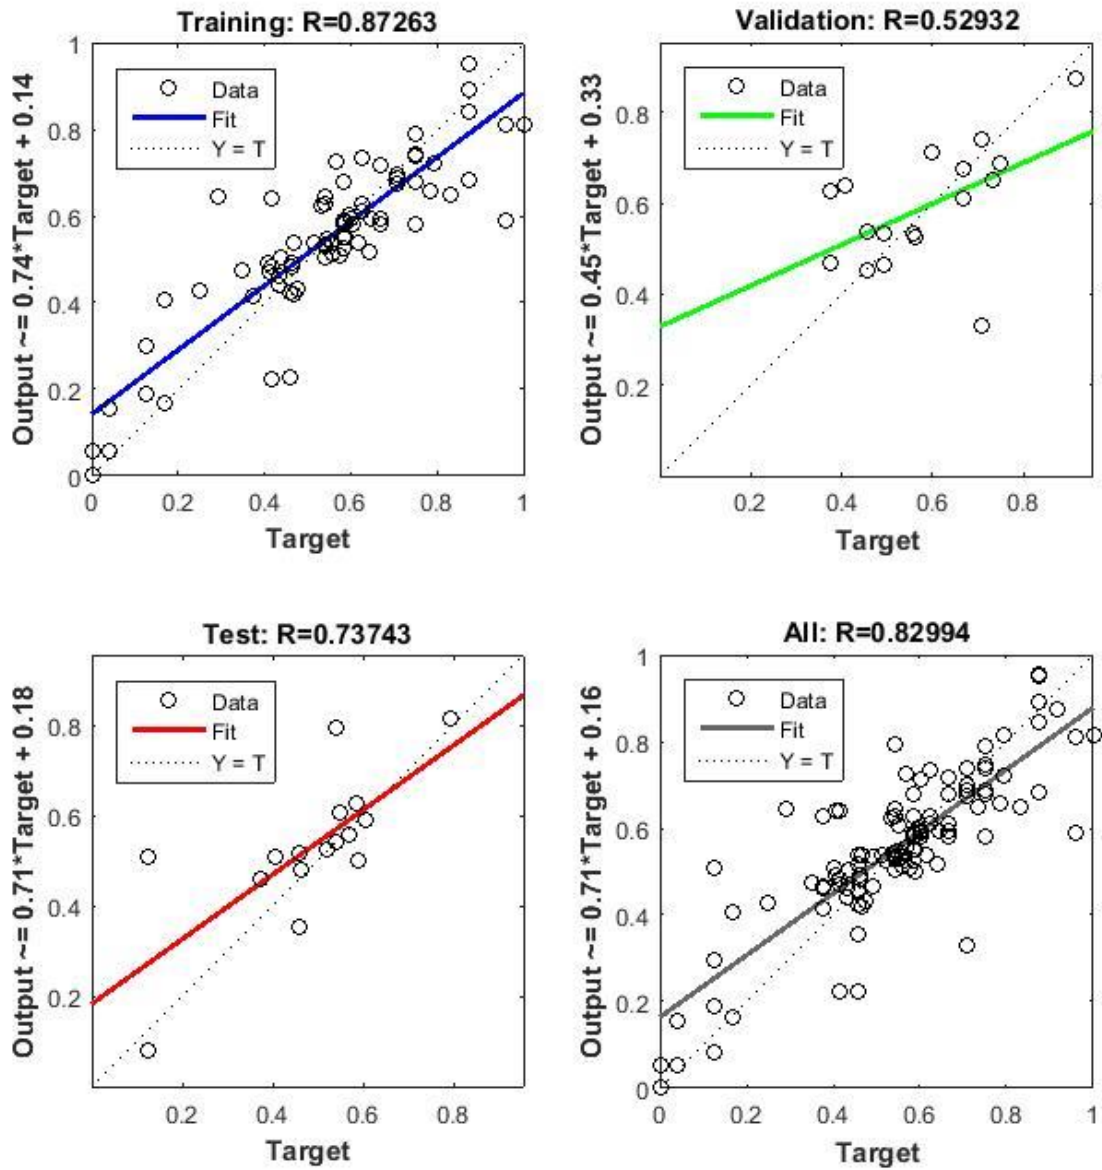 Training: R=0.87263
Output ~= 0.74*Target + 0.14
1
0.8
0.6
0.4
0.2
0
Data
Fit
Y = T
0 0.2 0.4 0.6 0.8 1
Target
Validation: R=0.52932
Output ~= 0.45*Target + 0.33
0.8
0.6
0.4
0.2
Data
Fit
Y = T
0.2 0.4 0.6 0.8
Target
Test: R=0.73743
Output ~= 0.71*Target + 0.18
0.8
0.6
0.4
0.2
Data
Fit
Y = T
0.2 0.4 0.6 0.8
Target
All: R=0.82994
Output ~= 0.71*Target + 0.16
1
0.8
0.6
0.4
0.2
0
Data
Fit
Y = T
0 0.2 0.4 0.6 0.8 1
Target